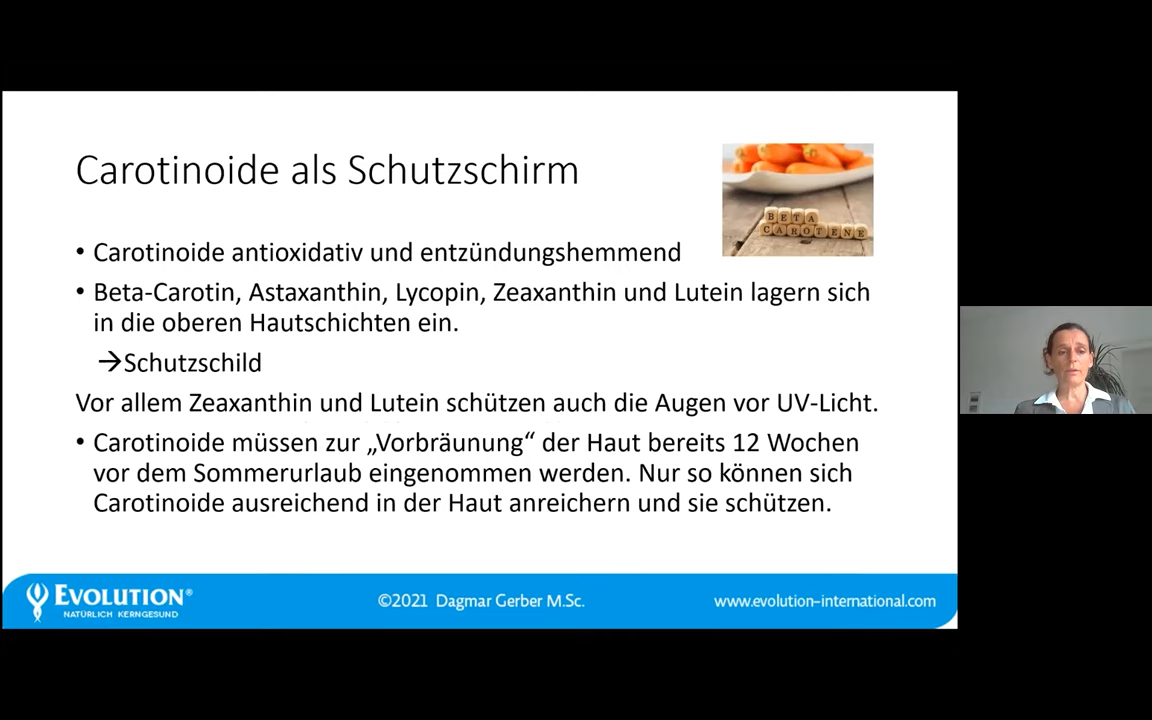 Carotinoide als Schutzschirm
BETA
CAROTENE
• Carotinoide antioxidativ und entzündungshemmend
• Beta-Carotin, Astaxanthin, Lycopin, Zeaxanthin und Lutein lagern sich
in die oberen Hautschichten ein.
→Schutzschild
Vor allem Zeaxanthin und Lutein schützen auch die Augen vor UV-Licht.
• Carotinoide müssen zur „Vorbräunung“ der Haut bereits 12 Wochen
vor dem Sommerurlaub eingenommen werden. Nur so können sich
Carotinoide ausreichend in der Haut anreichern und sie schützen.
EVOLUTION®
NATÜRLICH KERNGESUND
©2021 Dagmar Gerber M.Sc.
www.evolution-international.com